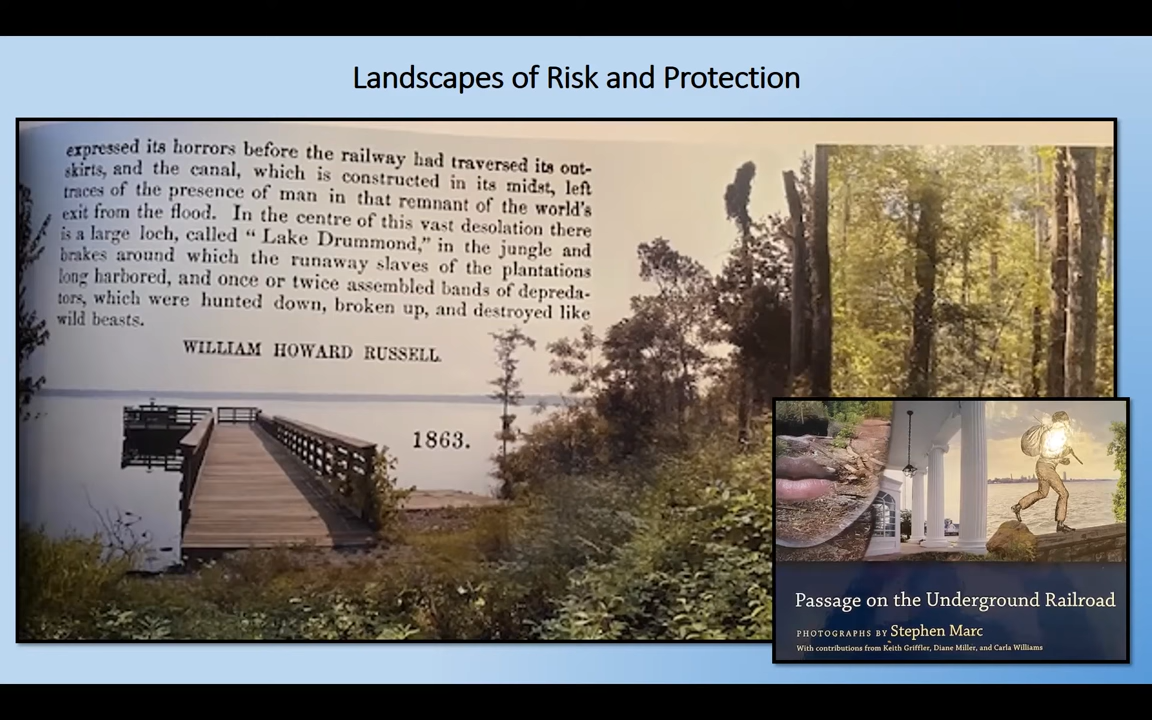 Landscapes of Risk and Protection
expressed its horrors before the railway had traversed its out-
skirts, and the canal, which is constructed in its midst, left
traces of the presence of man in that remnant of the world's
exit from the flood. In the centre of this vast desolation there
is a large loch, called "Lake Drummond," in the jungle and
brakes around which the runaway slaves of the plantations
long harbored, and once or twice assembled bands of depreda-
tors, which were hunted down, broken up, and destroyed like
wild beasts.
WILLIAM HOWARD RUSSELL.
1863.
Passage on the Underground Railroad
PHOTOGRAPHS BY Stephen Marc
With contributions from Keith Griffler, Diane Miller, and Carla Williams